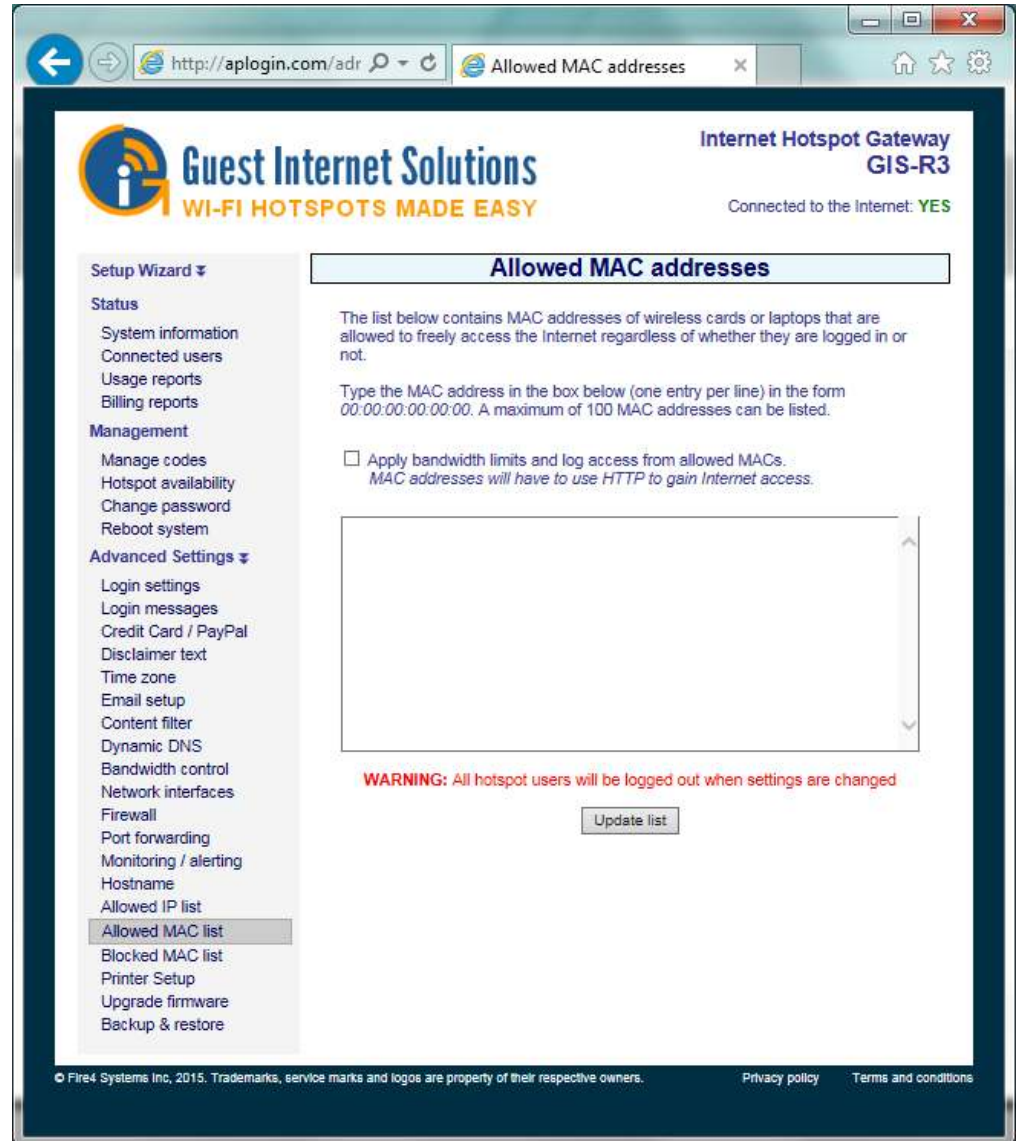 http://aplogin.com/adr
Allowed MAC addresses
Guest Internet Solutions
WI-FI HOTSPOTS MADE EASY
Internet Hotspot Gateway
GIS-R3
Connected to the Internet: YES
Setup Wizard
Status
System information
Connected users
Usage reports
Billing reports
Management
Manage codes
Hotspot availability
Change password
Reboot system
Advanced Settings
Login settings
Login messages
Credit Card / PayPal
Disclaimer text
Time zone
Email setup
Content filter
Dynamic DNS
Bandwidth control
Network interfaces
Firewall
Port forwarding
Monitoring / alerting
Hostname
Allowed IP list
Allowed MAC list
Blocked MAC list
Printer Setup
Upgrade firmware
Backup & restore
Allowed MAC addresses
The list below contains MAC addresses of wireless cards or laptops that are
allowed to freely access the Internet regardless of whether they are logged in or
not.
Type the MAC address in the box below (one entry per line) in the form
00:00:00:00:00:00. A maximum of 100 MAC addresses can be listed.
Apply bandwidth limits and log access from allowed MACs.
MAC addresses will have to use HTTP to gain Internet access.
WARNING: All hotspot users will be logged out when settings are changed
Update list
© Fire4 Systems Inc, 2015. Trademarks, service marks and logos are property of their respective owners.
Privacy policy
Terms and conditions